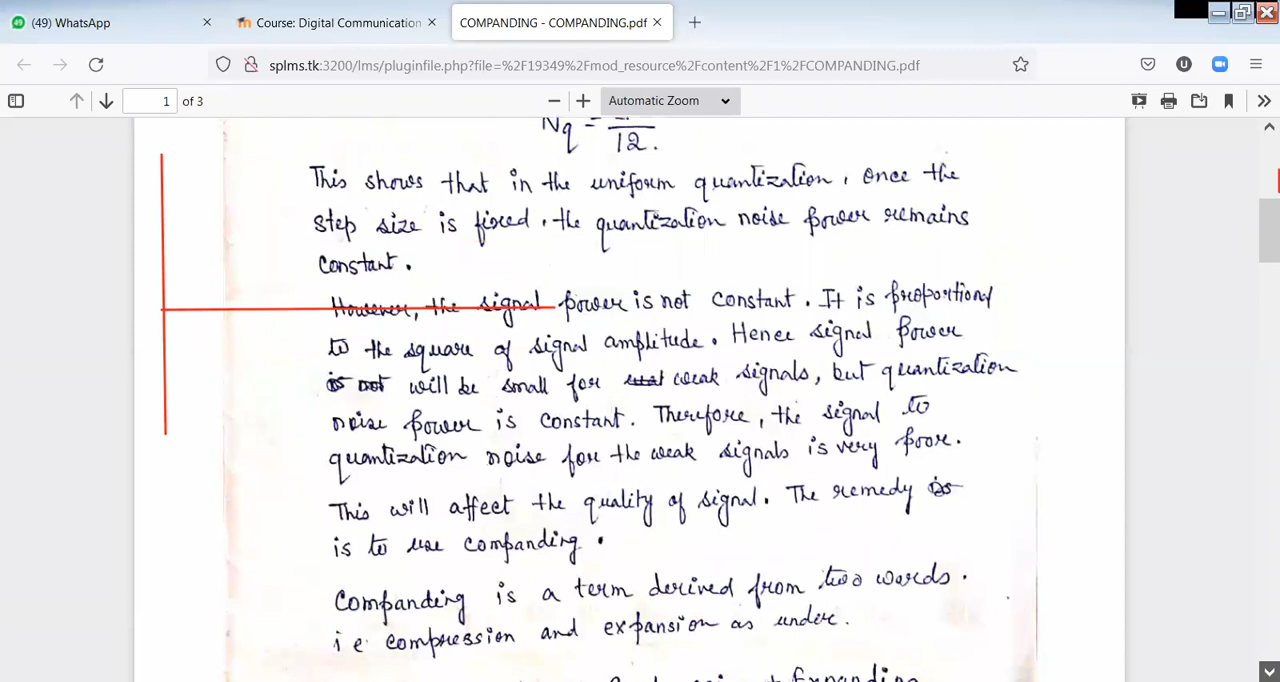 (49) WhatsApp
Course: Digital Communication
COMPANDING - COMPANDING.pdf
splms.tk:3200/lms/pluginfile.php?file=%2F19349%2Fmod_resource%2Fcontent%2F1%2FCOMPANDING.pdf
1 of 3
Automatic Zoom
Nq =
12.
This shows that in the uniform quantization, once the
step size is fixed, the quantization noise power remains
constant.
However, the signal power is not constant. It is proportional
to the square of signal amplitude. Hence signal power
is not will be small for weak signals, but quantization
noise power is constant. Therefore, the signal to
quantization noise for the weak signals is very poor.
This will affect the quality of signal. The remedy is
is to use companding.
Companding is a term derived from two words.
i.e. compression and expansion as under.
Expanding